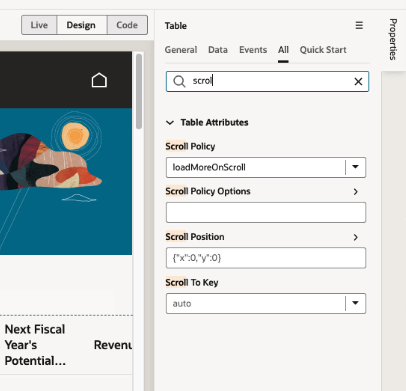 Live Design Code
Table
Properties
General Data Events All Quick Start
scrol
Table Attributes
Scroll Policy
loadMoreOnScroll
Scroll Policy Options
Scroll Position
{"x":0,"y":0}
Scroll To Key
auto
Next Fiscal
Year's
Potential...
Revenu